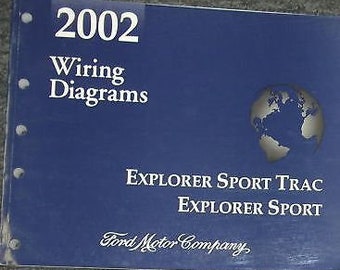 2002
Wiring
Diagrams
EXPLORER SPORT TRAC
EXPLORER SPORT
Ford Motor Company